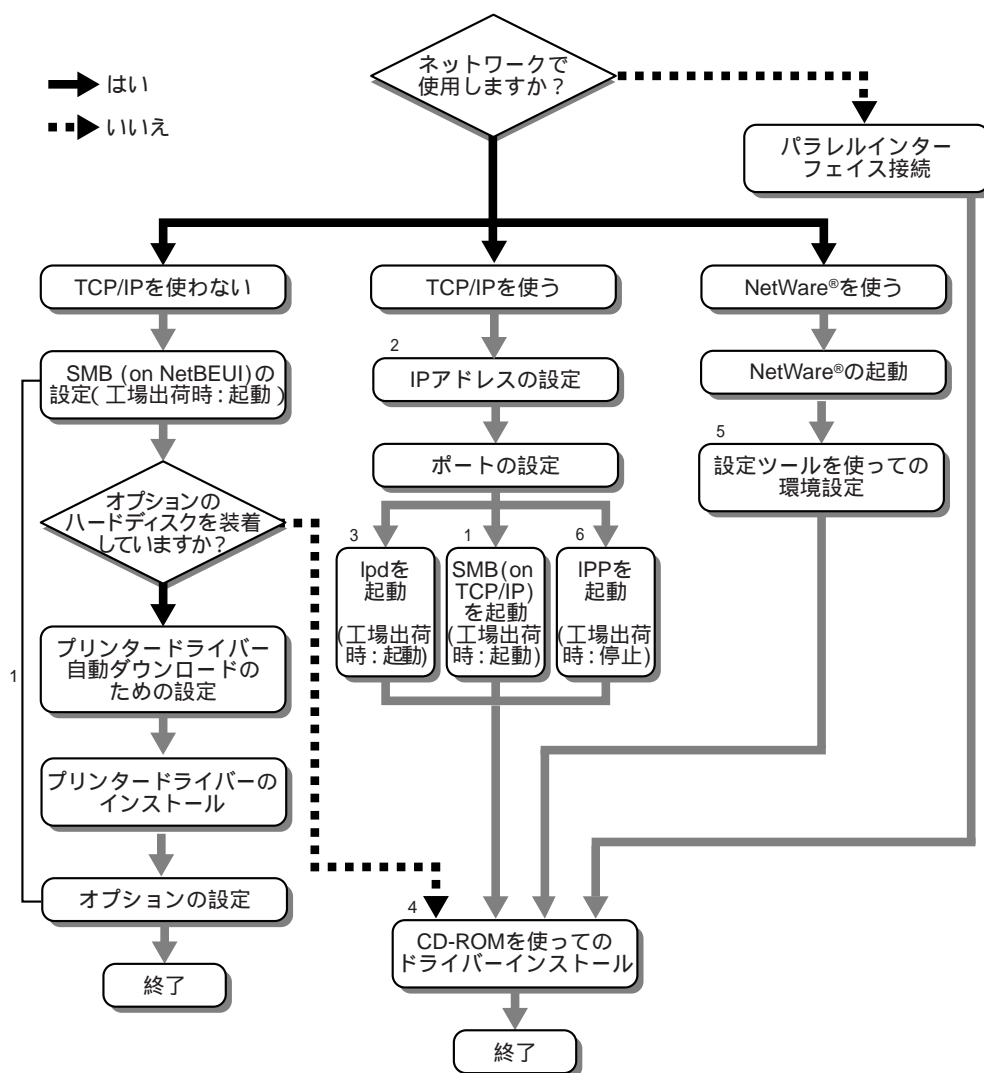 はい
いいえ
ネットワークで
使用しますか？
パラレルインター
フェイス接続
TCP/IPを使わない
TCP/IPを使う
NetWare®を使う
1
SMB（on NetBEUI）の
設定（工場出荷時：起動）
オプションの
ハードディスクを装着
していますか？
プリンタードライバー
自動ダウンロードの
ための設定
プリンタードライバーの
インストール
オプションの設定
終了
2
IPアドレスの設定
ポートの設定
3
lpdを
起動
（工場出荷
時：起動）
1
SMB（on
TCP/IP）
を起動
（工場出荷
時：起動）
6
IPPを
起動
（工場出荷
時：停止）
NetWare®の起動
5
設定ツールを使っての
環境設定
4
CD-ROMを使っての
ドライバーインストール
終了